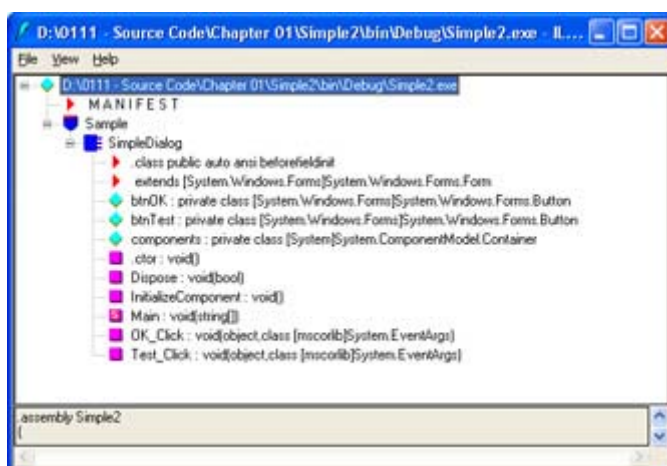 D:\0111 - Source Code\Chapter 01\Simple2\bin\Debug\Simple2.exe - IL...
File View Help
D:\0111 - Source Code\Chapter 01\Simple2\bin\Debug\Simple2.exe
MANIFEST
Sample
SimpleDialog
.class public auto ansi beforefieldinit
extends [System.Windows.Forms]System.Windows.Forms.Form
btnOK : private class [System.Windows.Forms]System.Windows.Forms.Button
btnTest : private class [System.Windows.Forms]System.Windows.Forms.Button
components : private class [System]System.ComponentModel.Container
.ctor : void()
Dispose : void(bool)
InitializeComponent : void()
Main : void(string[])
OK_Click : void(object,class [mscorlib]System.EventArgs)
Test_Click : void(object,class [mscorlib]System.EventArgs)
.assembly Simple2
{